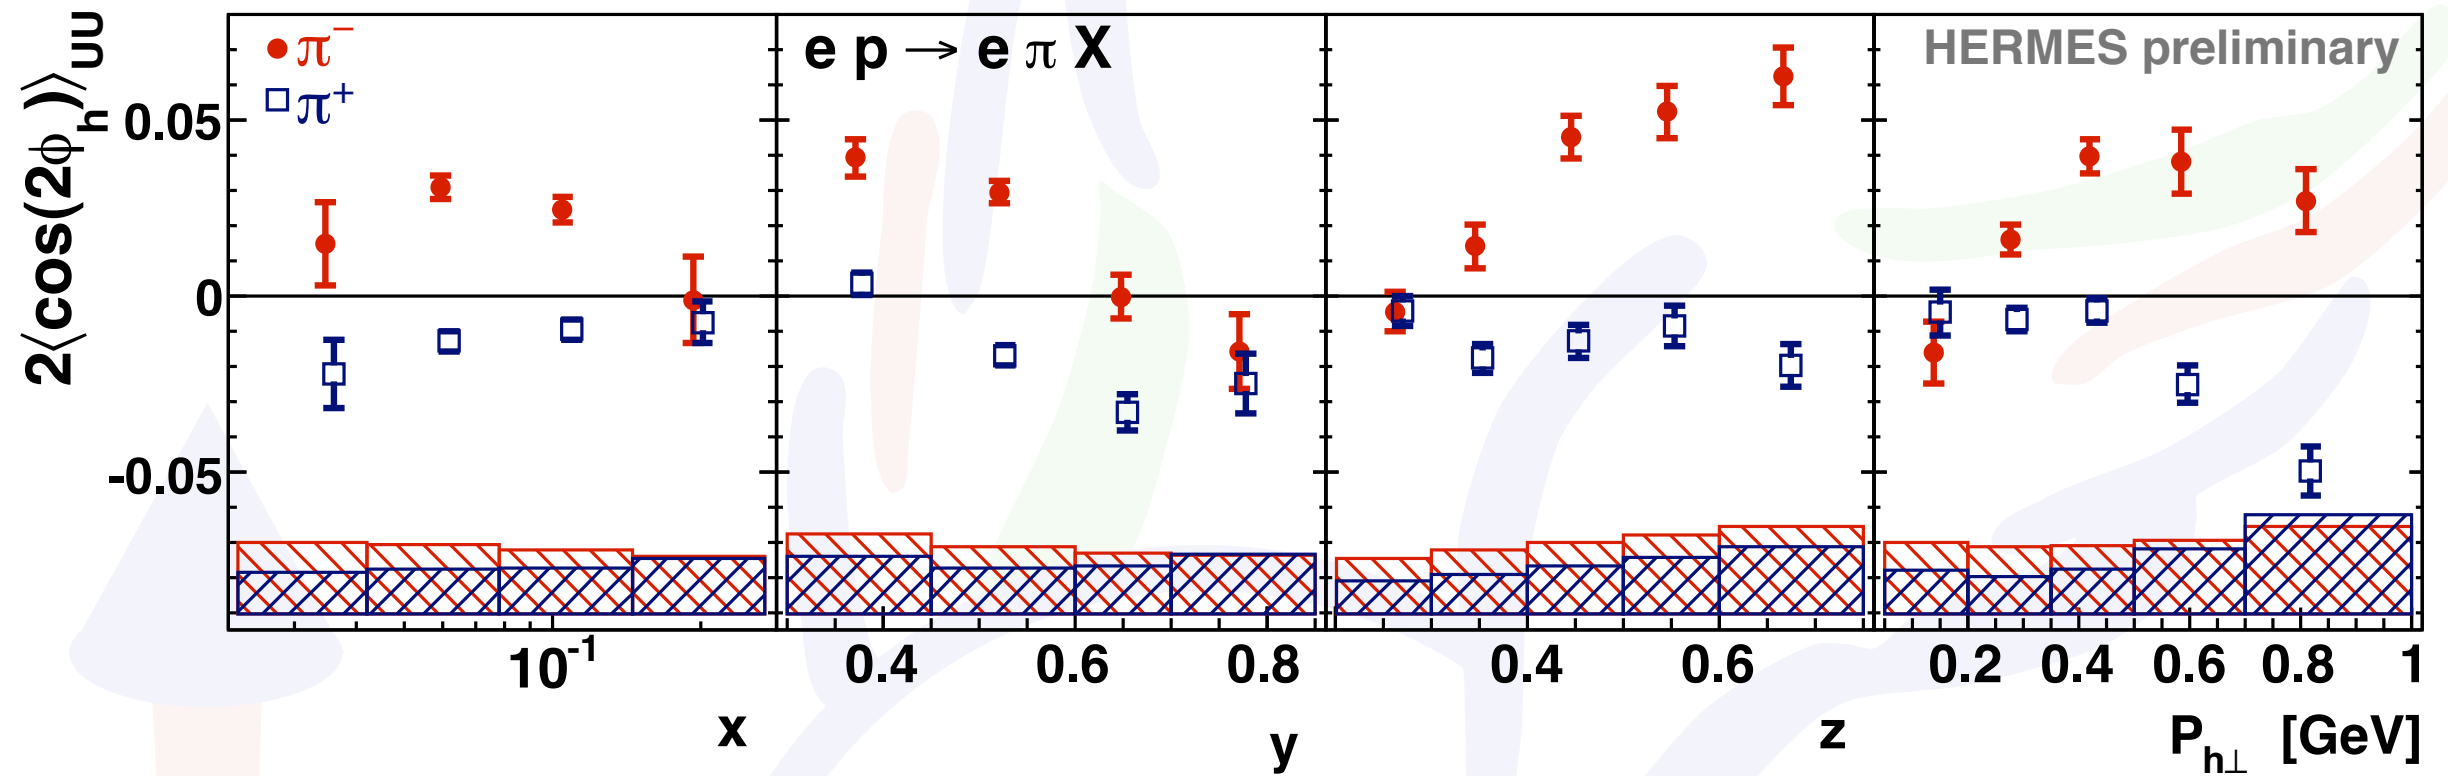 2⟨cos(2ϕh)⟩UU
π⁻
π⁺
e p → e π X
HERMES preliminary
0.05
0
-0.05
10⁻¹
0.4 0.6 0.8
0.4 0.6
0.2 0.4 0.6 0.8 1
x
y
z
Ph⊥ [GeV]